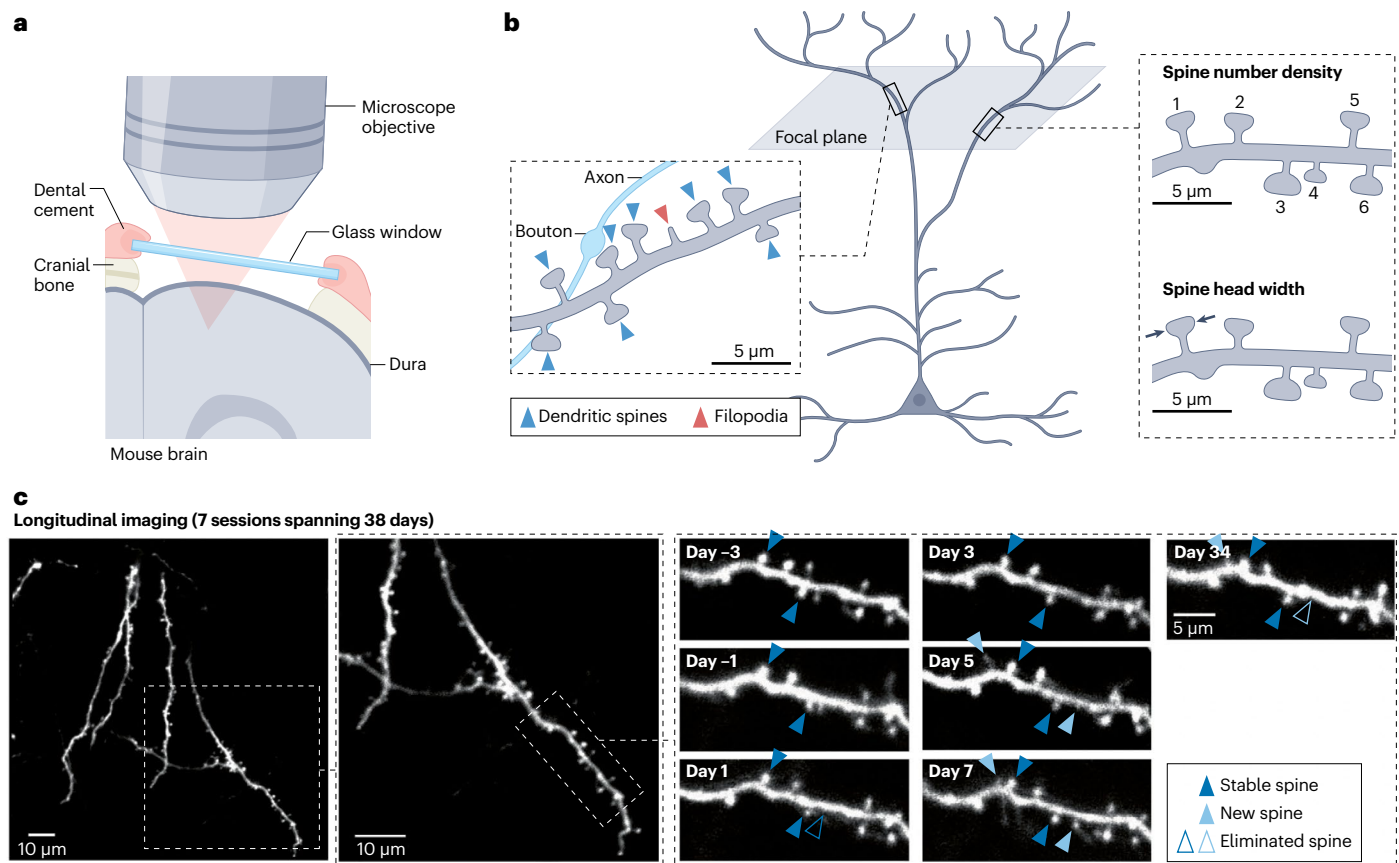 a
Microscope
objective
Dental
cement
Glass window
Cranial
bone
Dura
Mouse brain
b
Focal plane
Axon
Bouton
5 µm
Dendritic spines
Filopodia
Spine number density
1
2
5
5 µm
3
4
6
Spine head width
5 µm
c
Longitudinal imaging (7 sessions spanning 38 days)
10 µm
10 µm
Day –3
Day 3
Day 34
5 µm
Day –1
Day 5
Day 1
Day 7
Stable spine
New spine
Eliminated spine